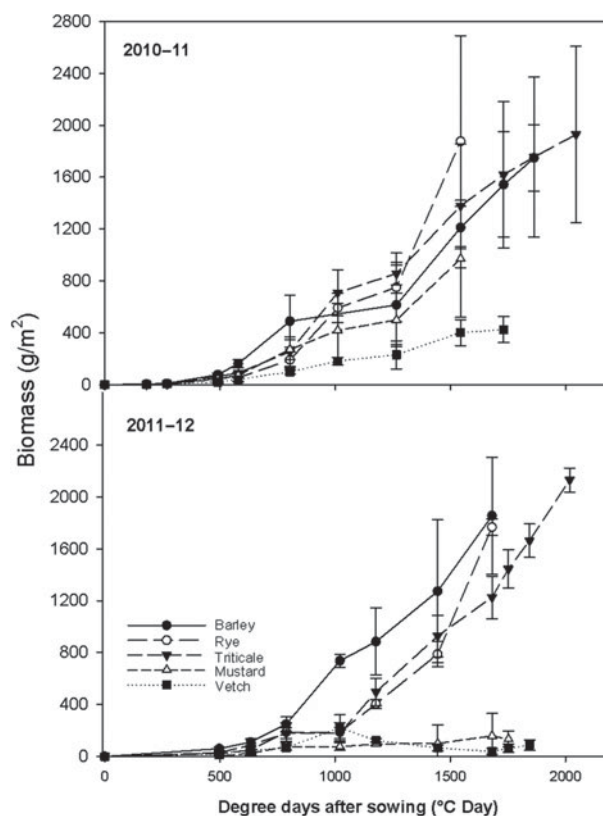 2800
2010–11
2400
2000
1600
1200
800
400
0
Biomass (g/m²)
2011–12
2400
2000
1600
1200
800
400
0
Barley
Rye
Triticale
Mustard
Vetch
0 500 1000 1500 2000
Degree days after sowing (°C Day)